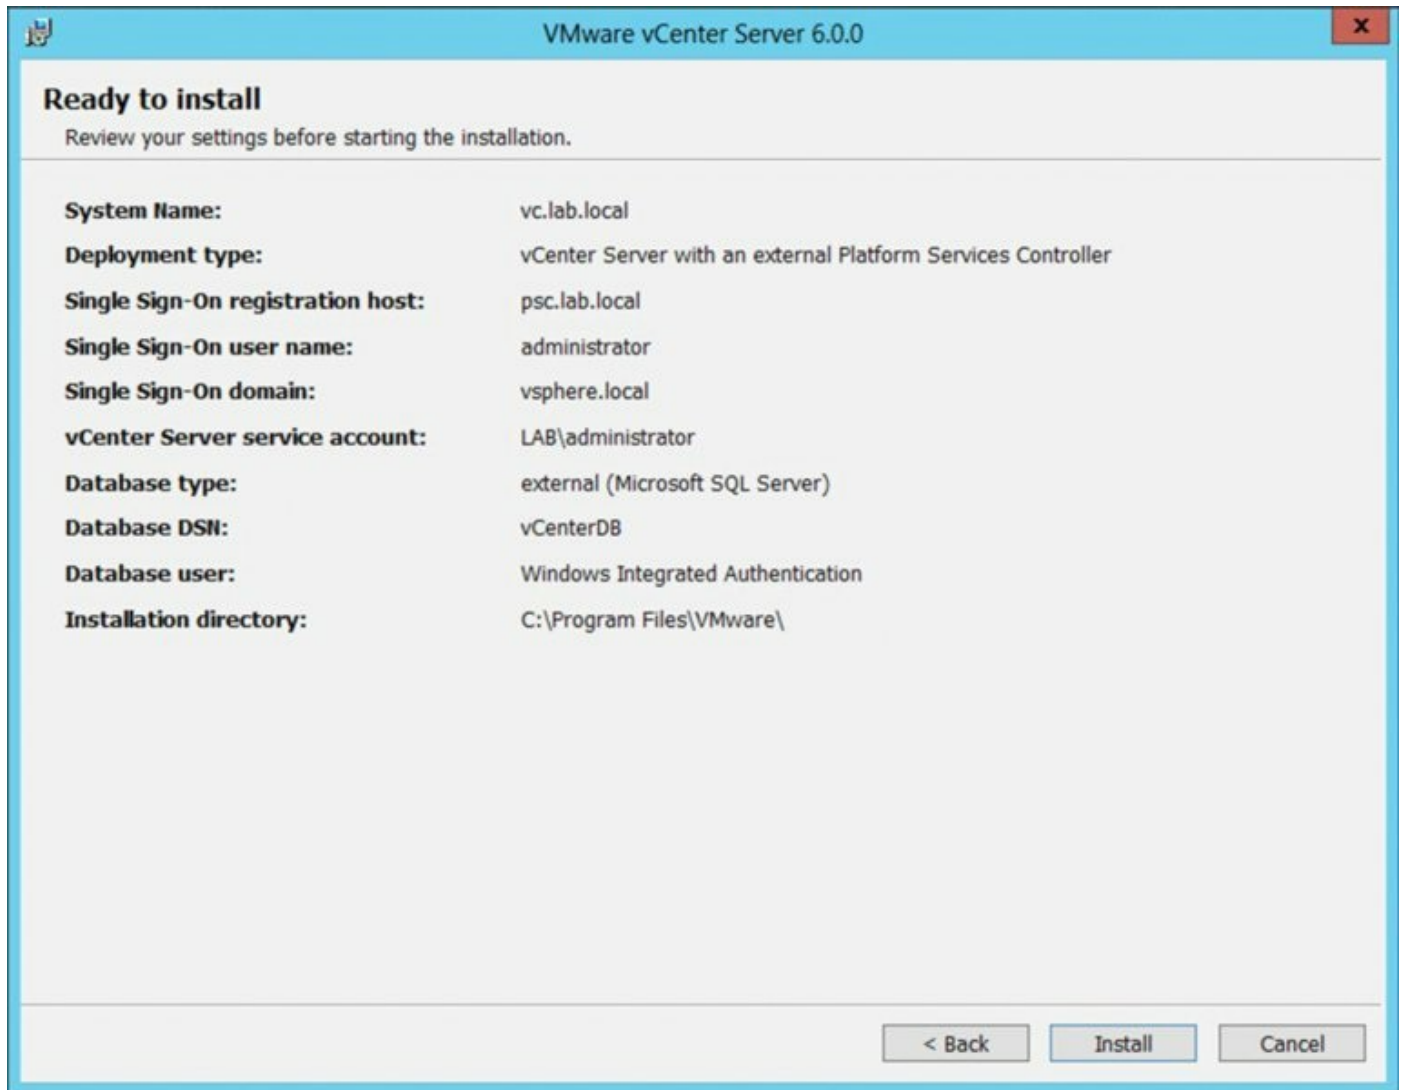 VMware vCenter Server 6.0.0
x
Ready to install
Review your settings before starting the installation.
System Name: vc.lab.local
Deployment type: vCenter Server with an external Platform Services Controller
Single Sign-On registration host: psc.lab.local
Single Sign-On user name: administrator
Single Sign-On domain: vsphere.local
vCenter Server service account: LAB\administrator
Database type: external (Microsoft SQL Server)
Database DSN: vCenterDB
Database user: Windows Integrated Authentication
Installation directory: C:\Program Files\VMware\
< Back Install Cancel